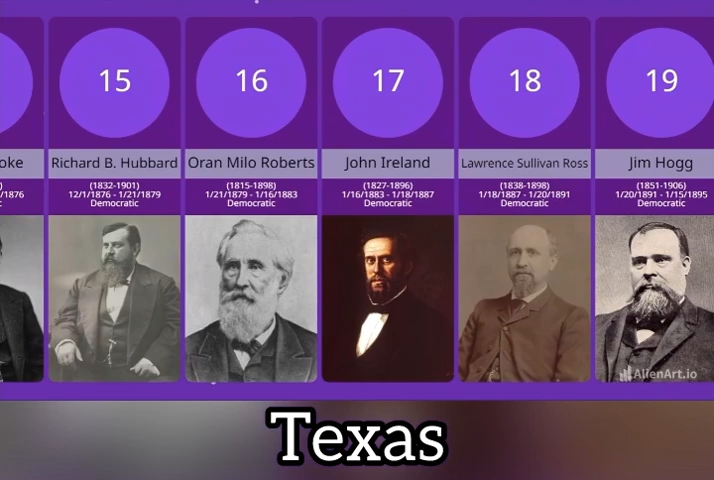 15
16
17
18
19
oke
Richard B. Hubbard
Oran Milo Roberts
John Ireland
Lawrence Sullivan Ross
Jim Hogg
)
(1832-1901)
(1815-1898)
(1827-1896)
(1838-1898)
(1851-1906)
/1876
12/1/1876 - 1/21/1879
1/21/1879 - 1/16/1883
1/16/1883 - 1/18/1887
1/18/1887 - 1/20/1891
1/20/1891 - 1/15/1895
c
Democratic
Democratic
Democratic
Democratic
Democratic
AllenArt.io
Texas